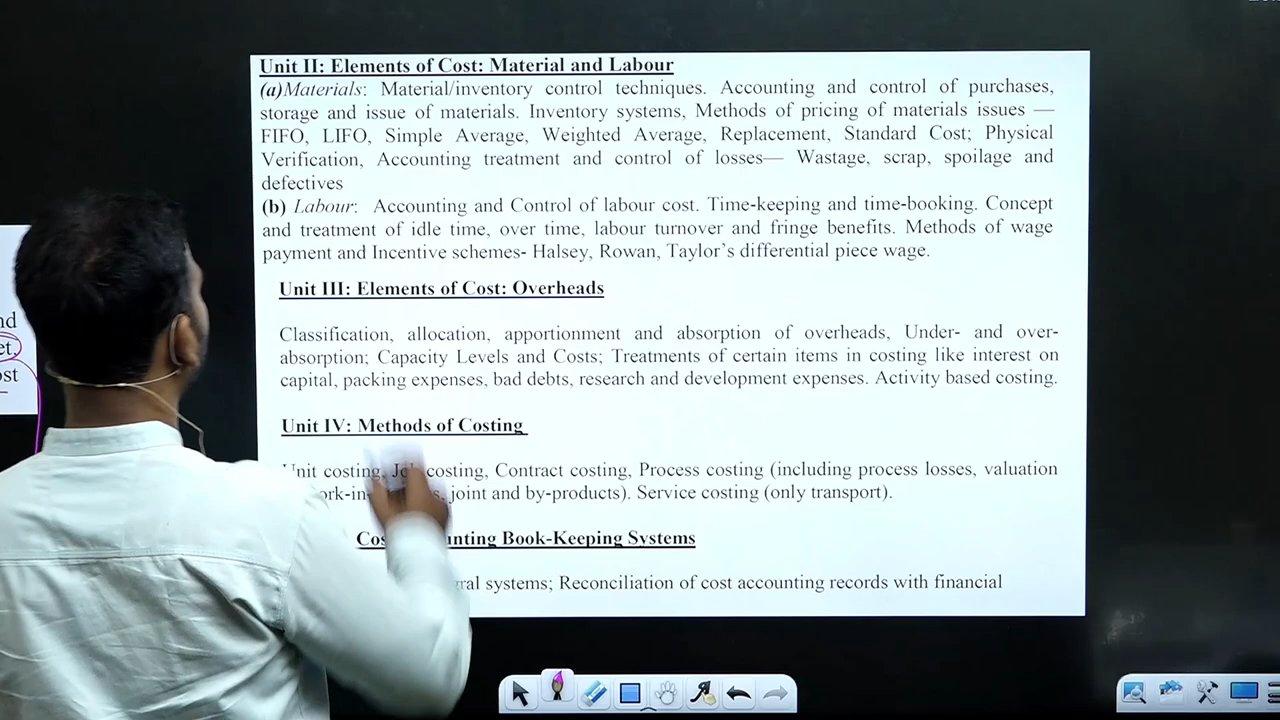 Unit II: Elements of Cost: Material and Labour
(a)Materials: Material/inventory control techniques. Accounting and control of purchases,
storage and issue of materials. Inventory systems, Methods of pricing of materials issues —
FIFO, LIFO, Simple Average, Weighted Average, Replacement, Standard Cost; Physical
Verification, Accounting treatment and control of losses— Wastage, scrap, spoilage and
defectives
(b) Labour: Accounting and Control of labour cost. Time-keeping and time-booking. Concept
and treatment of idle time, over time, labour turnover and fringe benefits. Methods of wage
payment and Incentive schemes- Halsey, Rowan, Taylor's differential piece wage.
Unit III: Elements of Cost: Overheads
Classification, allocation, apportionment and absorption of overheads, Under- and over-
absorption; Capacity Levels and Costs; Treatments of certain items in costing like interest on
capital, packing expenses, bad debts, research and development expenses. Activity based costing.
Unit IV: Methods of Costing
Unit costing, Job costing, Contract costing, Process costing (including process losses, valuation
joint and by-products). Service costing (only transport).
Book-Keeping Systems
systems; Reconciliation of cost accounting records with financial